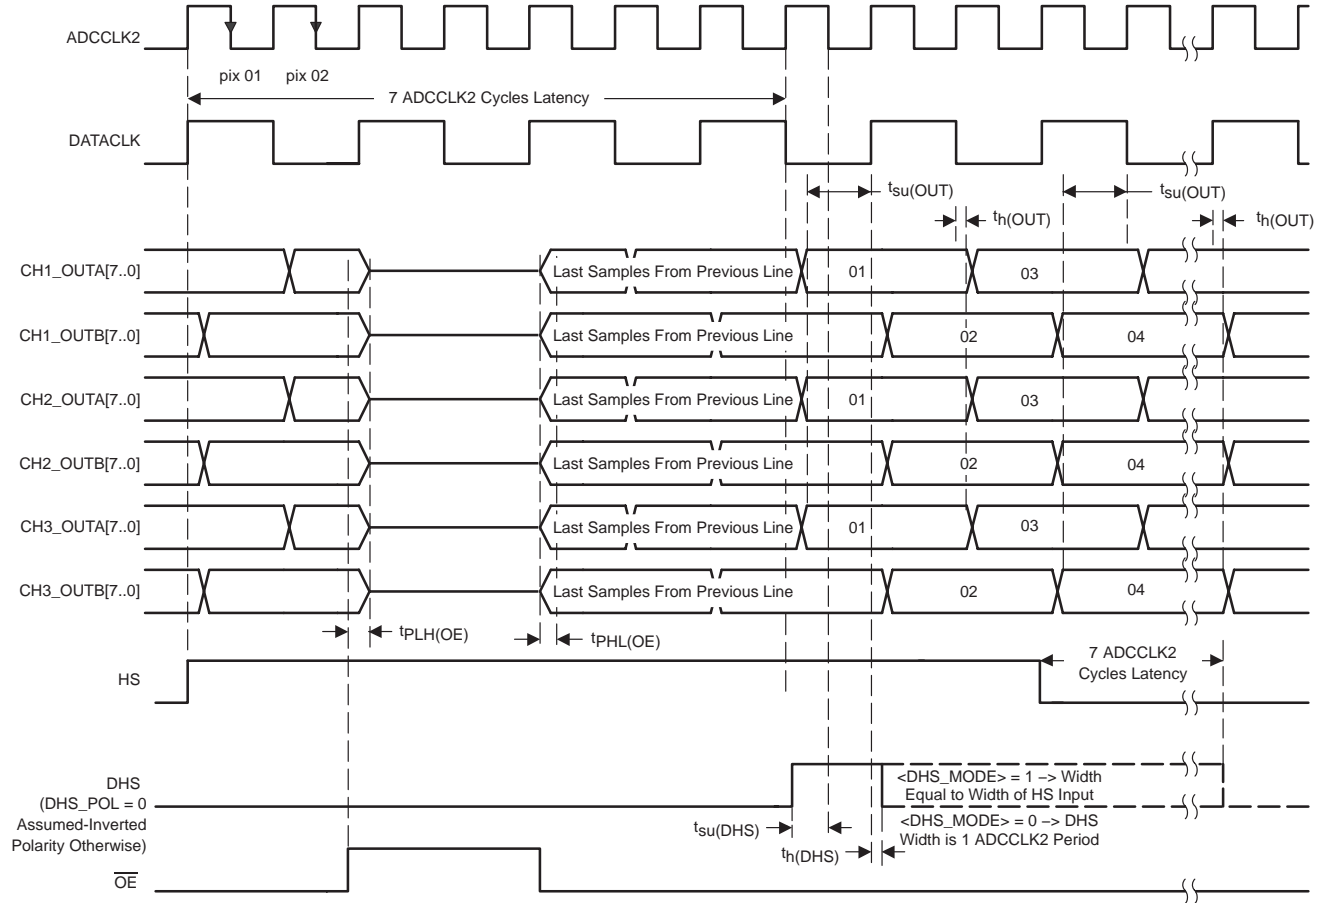 ADCCLK2
pix 01 pix 02
7 ADCCLK2 Cycles Latency
DATACLK
tsu(OUT)
tsu(OUT)
th(OUT)
th(OUT)
CH1_OUTA[7..0]
Last Samples From Previous Line
01
03
CH1_OUTB[7..0]
Last Samples From Previous Line
02
04
CH2_OUTA[7..0]
Last Samples From Previous Line
01
03
CH2_OUTB[7..0]
Last Samples From Previous Line
02
04
CH3_OUTA[7..0]
Last Samples From Previous Line
01
03
CH3_OUTB[7..0]
Last Samples From Previous Line
02
04
tPLH(OE)
tPHL(OE)
HS
7 ADCCLK2
Cycles Latency
DHS
(DHS_POL = 0
Assumed-Inverted
Polarity Otherwise)
<DHS_MODE> = 1 –> Width
Equal to Width of HS Input
<DHS_MODE> = 0 –> DHS
Width is 1 ADCCLK2 Period
tsu(DHS)
th(DHS)
OE